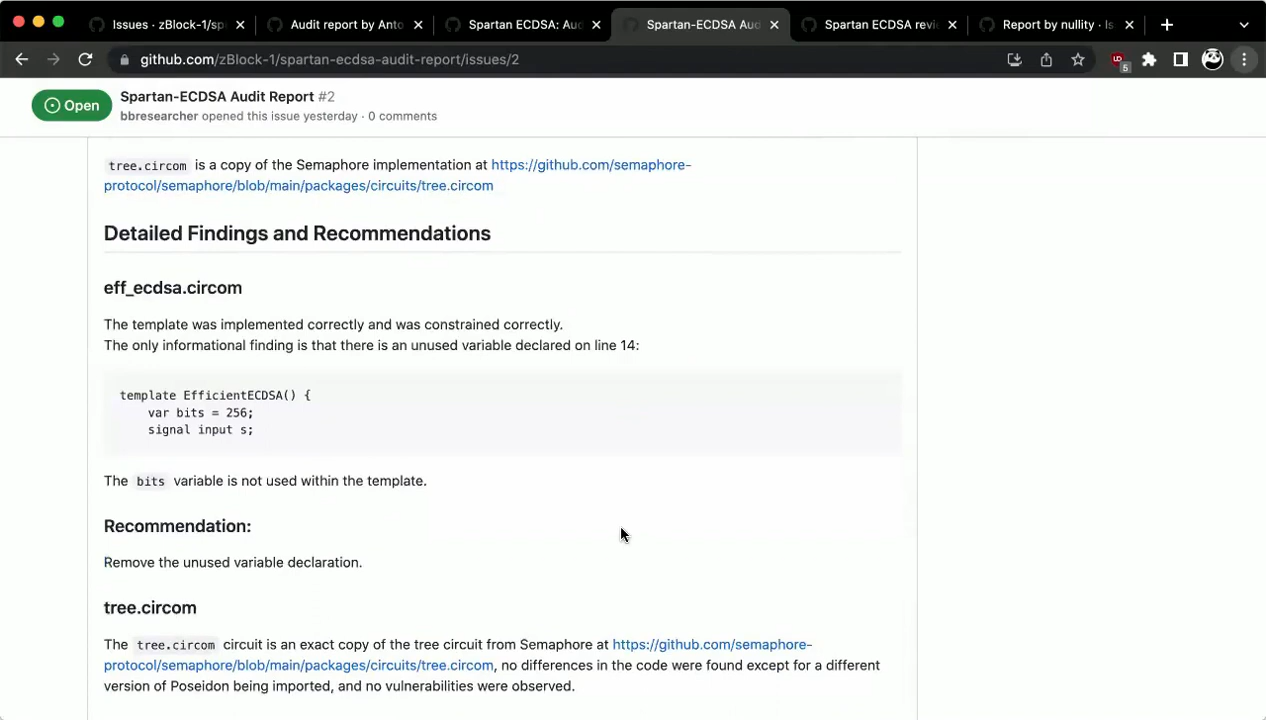 Issues · zBlock-1/sp
Audit report by Anto
Spartan ECDSA: Au
Spartan-ECDSA Au
Spartan ECDSA revi
Report by nullity · Is
github.com/zBlock-1/spartan-ecdsa-audit-report/issues/2
5
Open
Spartan-ECDSA Audit Report #2
bbresearcher opened this issue yesterday · 0 comments
tree.circom is a copy of the Semaphore implementation at https://github.com/semaphore-
protocol/semaphore/blob/main/packages/circuits/tree.circom
Detailed Findings and Recommendations
eff_ecdsa.circom
The template was implemented correctly and was constrained correctly.
The only informational finding is that there is an unused variable declared on line 14:
template EfficientECDSA() {
var bits = 256;
signal input s;
The bits variable is not used within the template.
Recommendation:
Remove the unused variable declaration.
tree.circom
The tree.circom circuit is an exact copy of the tree circuit from Semaphore at https://github.com/semaphore-
protocol/semaphore/blob/main/packages/circuits/tree.circom, no differences in the code were found except for a different
version of Poseidon being imported, and no vulnerabilities were observed.